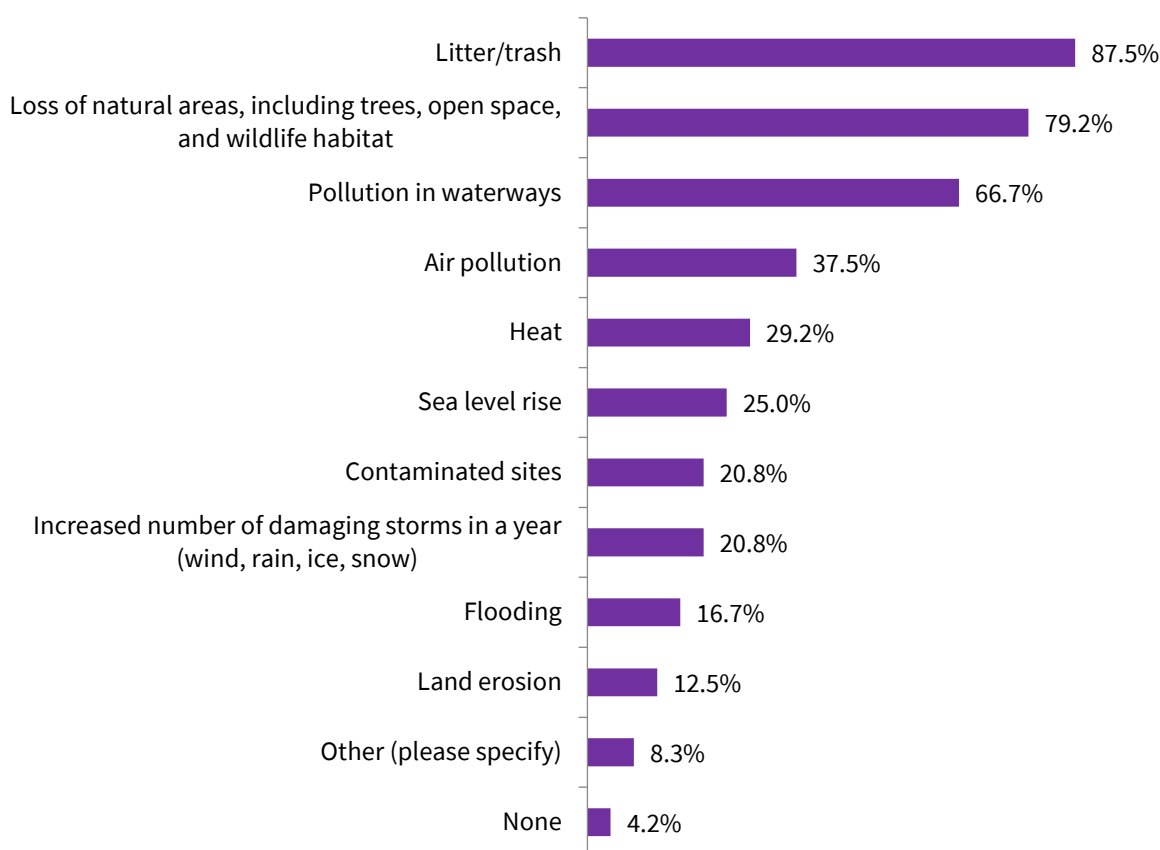 Litter/trash
87.5%
Loss of natural areas, including trees, open space,
and wildlife habitat
79.2%
Pollution in waterways
66.7%
Air pollution
37.5%
Heat
29.2%
Sea level rise
25.0%
Contaminated sites
20.8%
Increased number of damaging storms in a year
(wind, rain, ice, snow)
20.8%
Flooding
16.7%
Land erosion
12.5%
Other (please specify)
8.3%
None
4.2%